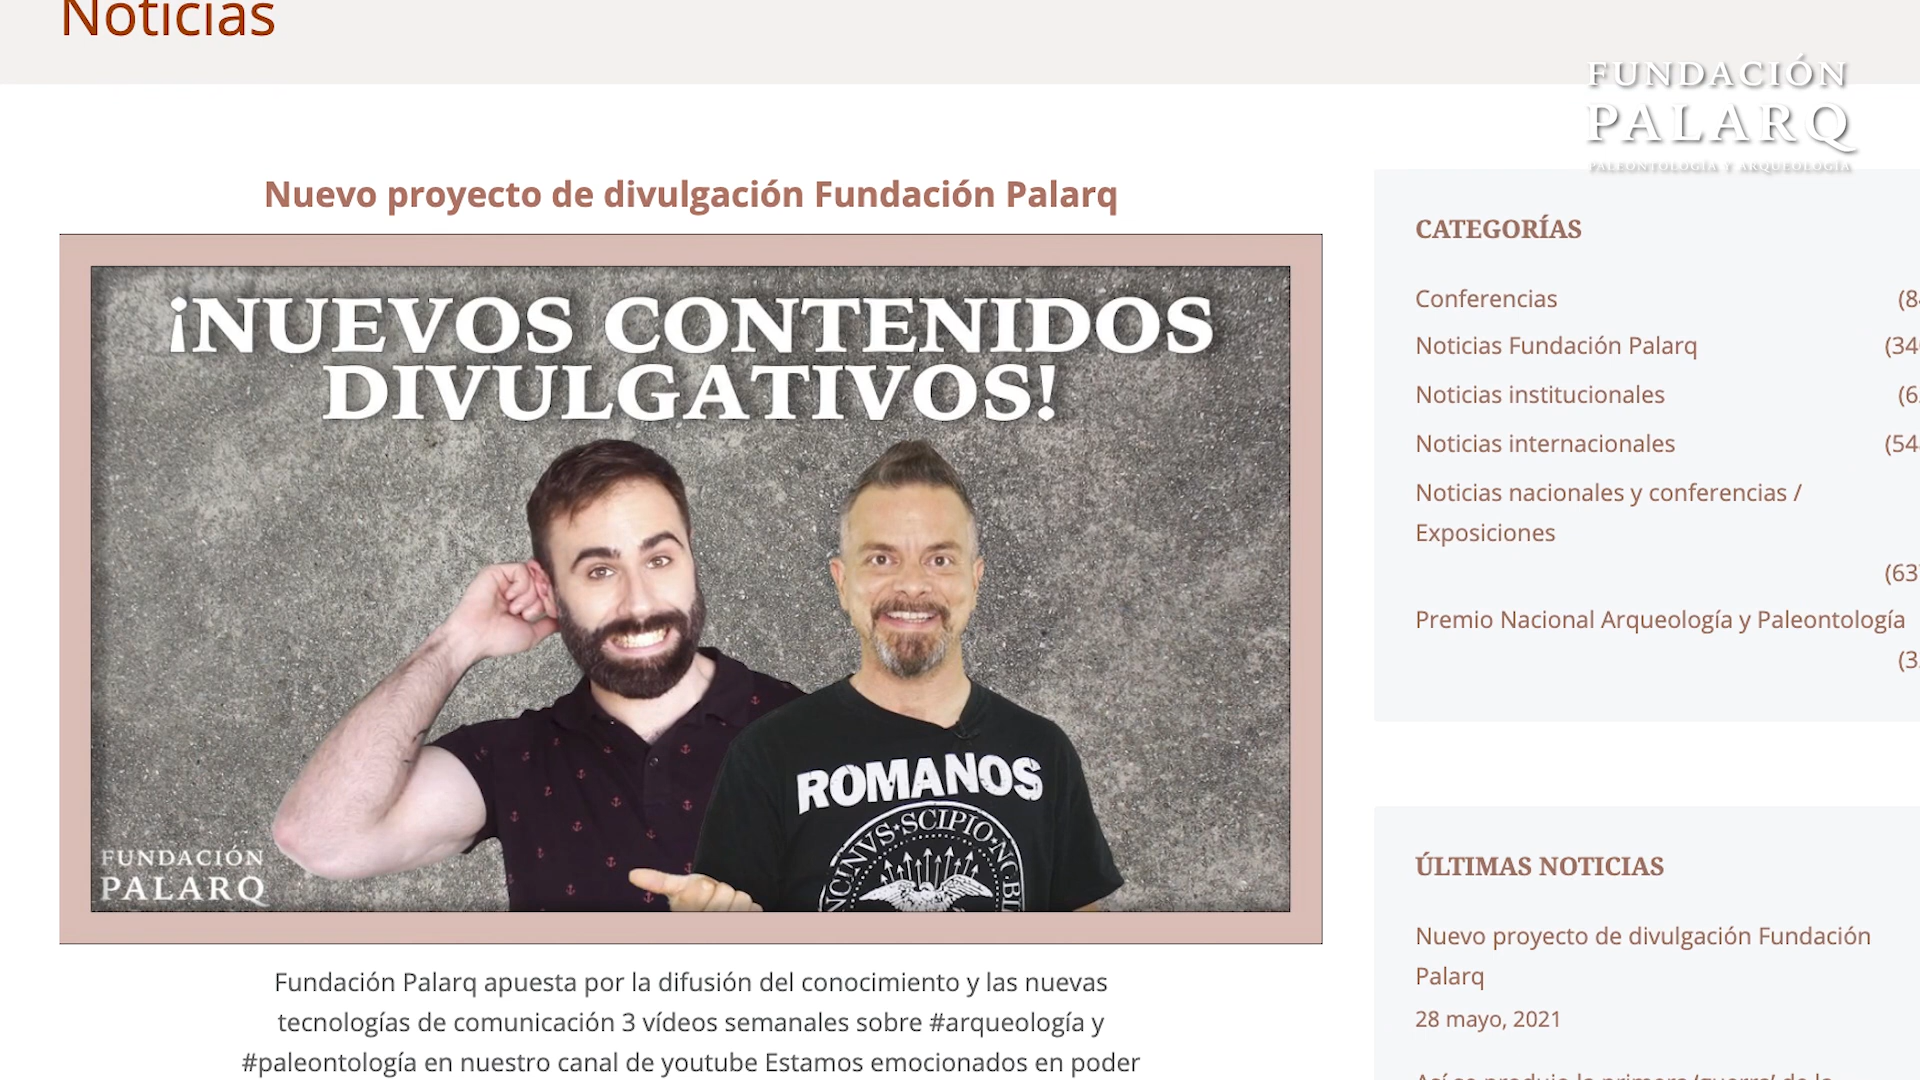 Noticias
FUNDACIÓN
PALARQ
PALEONTOLOGÍA Y ARQUEOLOGÍA
Nuevo proyecto de divulgación Fundación Palarq
¡NUEVOS CONTENIDOS
DIVULGATIVOS!
ROMANOS
SCIPIO
FUNDACIÓN
PALARQ
Fundación Palarq apuesta por la difusión del conocimiento y las nuevas
tecnologías de comunicación 3 vídeos semanales sobre #arqueología y
#paleontología en nuestro canal de youtube Estamos emocionados en poder
CATEGORÍAS
Conferencias
Noticias Fundación Palarq
Noticias institucionales
Noticias internacionales
Noticias nacionales y conferencias /
Exposiciones
Premio Nacional Arqueología y Paleontología
ÚLTIMAS NOTICIAS
Nuevo proyecto de divulgación Fundación
Palarq
28 mayo, 2021